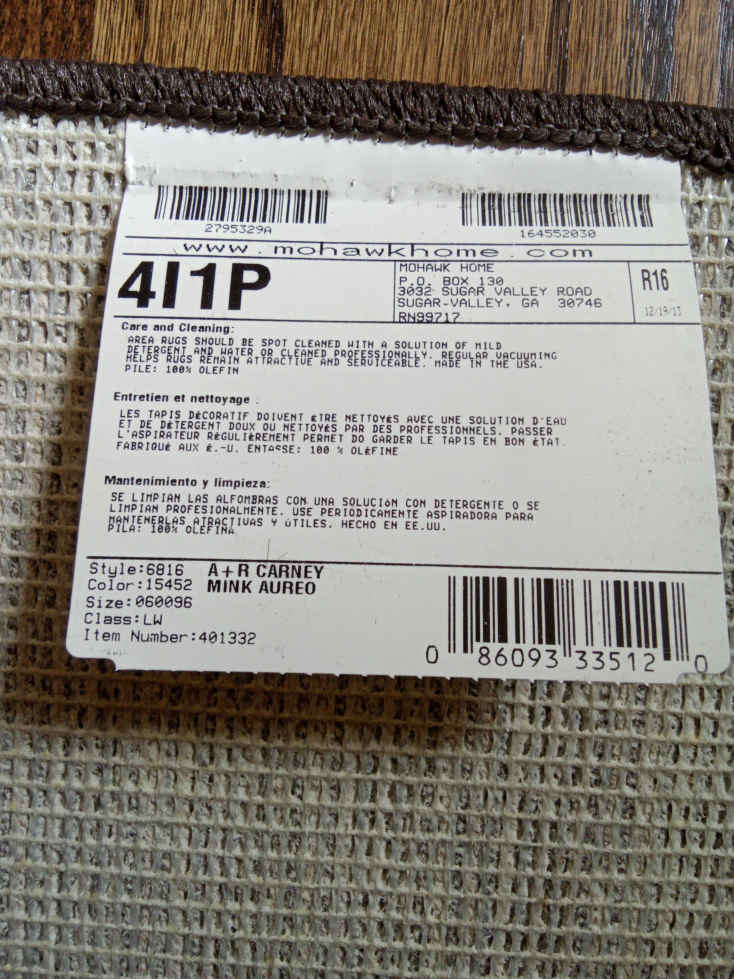 2795329A
164552030
www.mohawkhome.com
4I1P
MOHAWK HOME
P.O. BOX 130
3032 SUGAR VALLEY ROAD
SUGAR-VALLEY, GA 30746
RN99717
R16
12/19/13
Care and Cleaning:
AREA RUGS SHOULD BE SPOT CLEANED WITH A SOLUTION OF MILD
DETERGENT AND WATER OR CLEANED PROFESSIONALLY. REGULAR VACUUMING
HELPS RUGS REMAIN ATTRACTIVE AND SERVICEABLE. MADE IN THE USA.
PILE: 100% OLEFIN
Entretien et nettoyage :
LES TAPIS DÉCORATIF DOIVENT ÉTRE NETTOYÉS AVEC UNE SOLUTION D'EAU
ET DE DÉTERGENT DOUX OU NETTOYÉS PAR DES PROFESSIONNELS. PASSER
L'ASPIRATEUR RÉGULIÈREMENT PERMET DO GARDER LE TAPIS EN BON ÉTAT.
FABRIQUÉ AUX É.-U. ENTASSE: 100 % OLÉFINE
Mantenimiento y limpieza:
SE LIMPIAN LAS ALFOMBRAS CON UNA SOLUCIÓN CON DETERGENTE O SE
LIMPIAN PROFESIONALMENTE. USE PERIODICAMENTE ASPIRADORA PARA
MANTENERLAS ATRACTIVAS Y ÚTILES. HECHO EN EE.UU.
PILA: 100% OLEFINA
Style:6816 A+R CARNEY
Color:15452 MINK AUREO
Size:060096
Class:LW
Item Number:401332
0 86093 33512 0